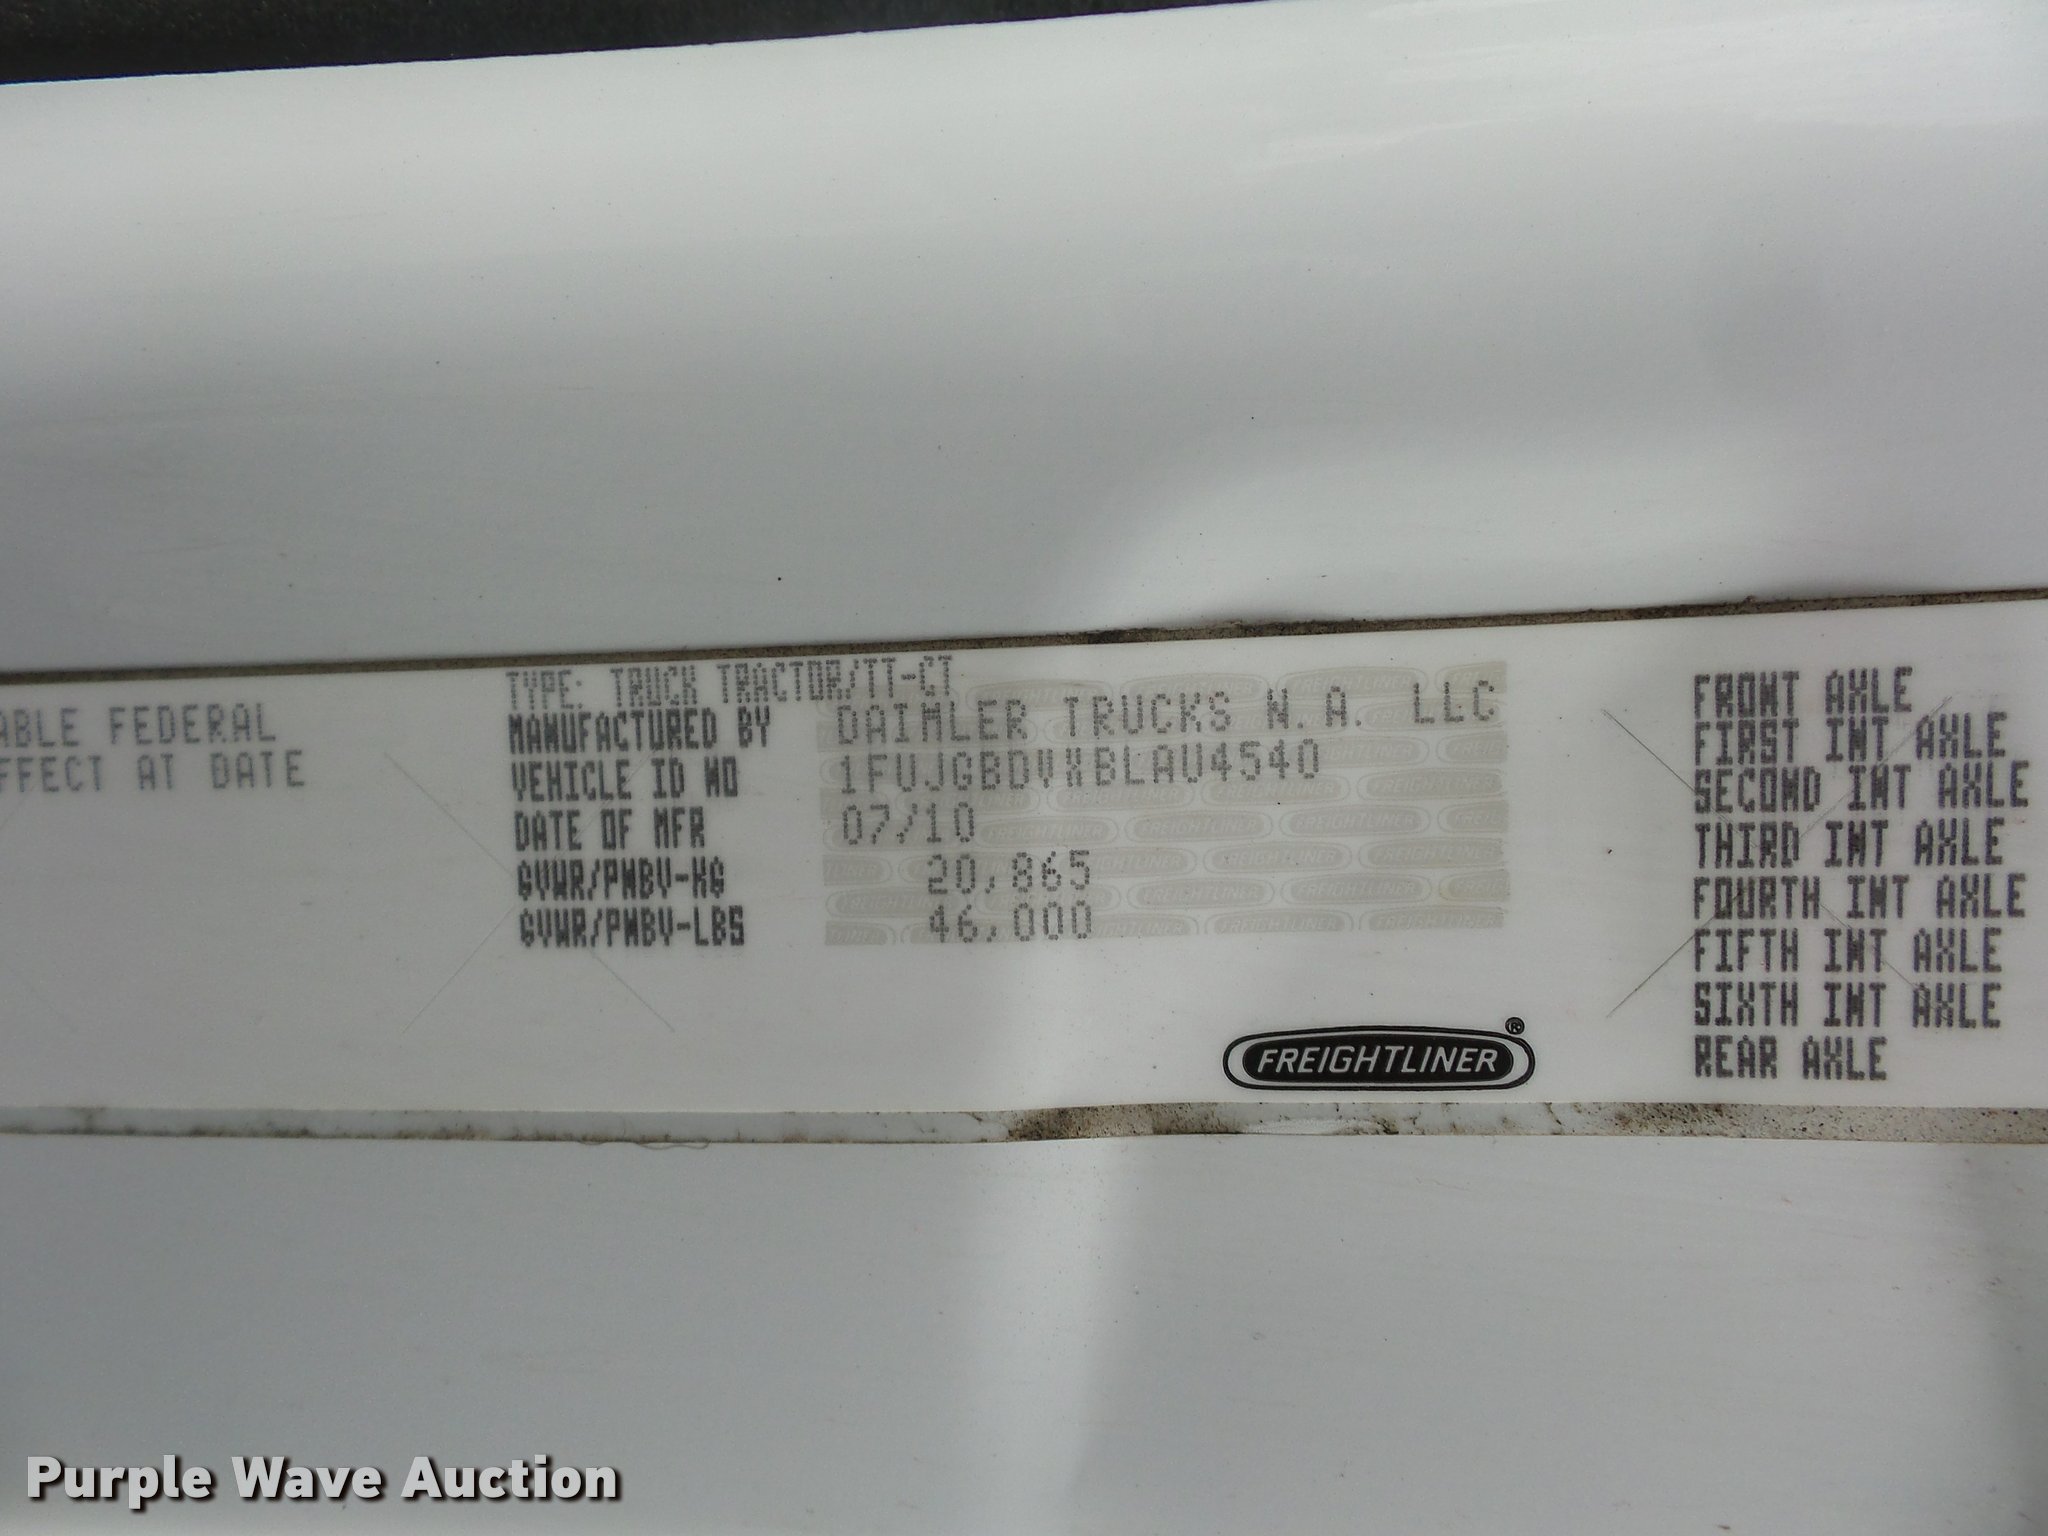 ABLE FEDERAL
FFECT AT DATE
TYPE: TRUCK TRACTOR/TT-CT
MANUFACTURED BY DAIMLER TRUCKS N.A. LLC
VEHICLE ID NO 1FUJGBDVXBLAU4540
DATE OF MFR 07/10
GVWR/PNBV-KG 20,865
GVWR/PNBV-LBS 46,000
FREIGHTLINER®
FRONT AXLE
FIRST INT AXLE
SECOND INT AXLE
THIRD INT AXLE
FOURTH INT AXLE
FIFTH INT AXLE
SIXTH INT AXLE
REAR AXLE
Purple Wave Auction